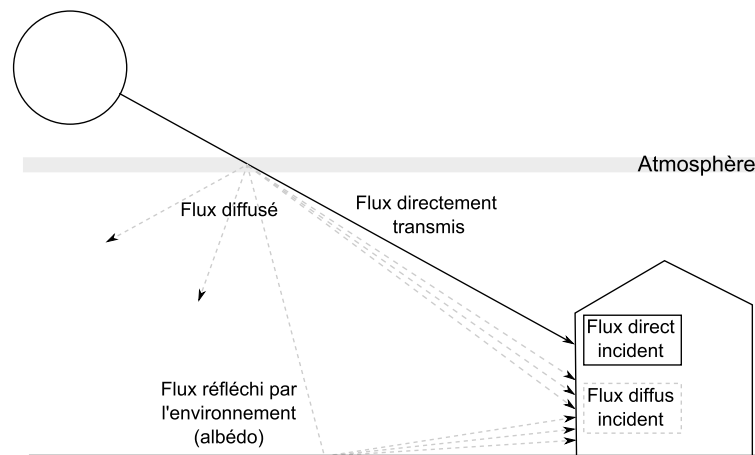 Atmosphère
Flux diffusé
Flux directement
transmis
Flux direct
incident
Flux diffus
incident
Flux réfléchi par
l'environnement
(albédo)